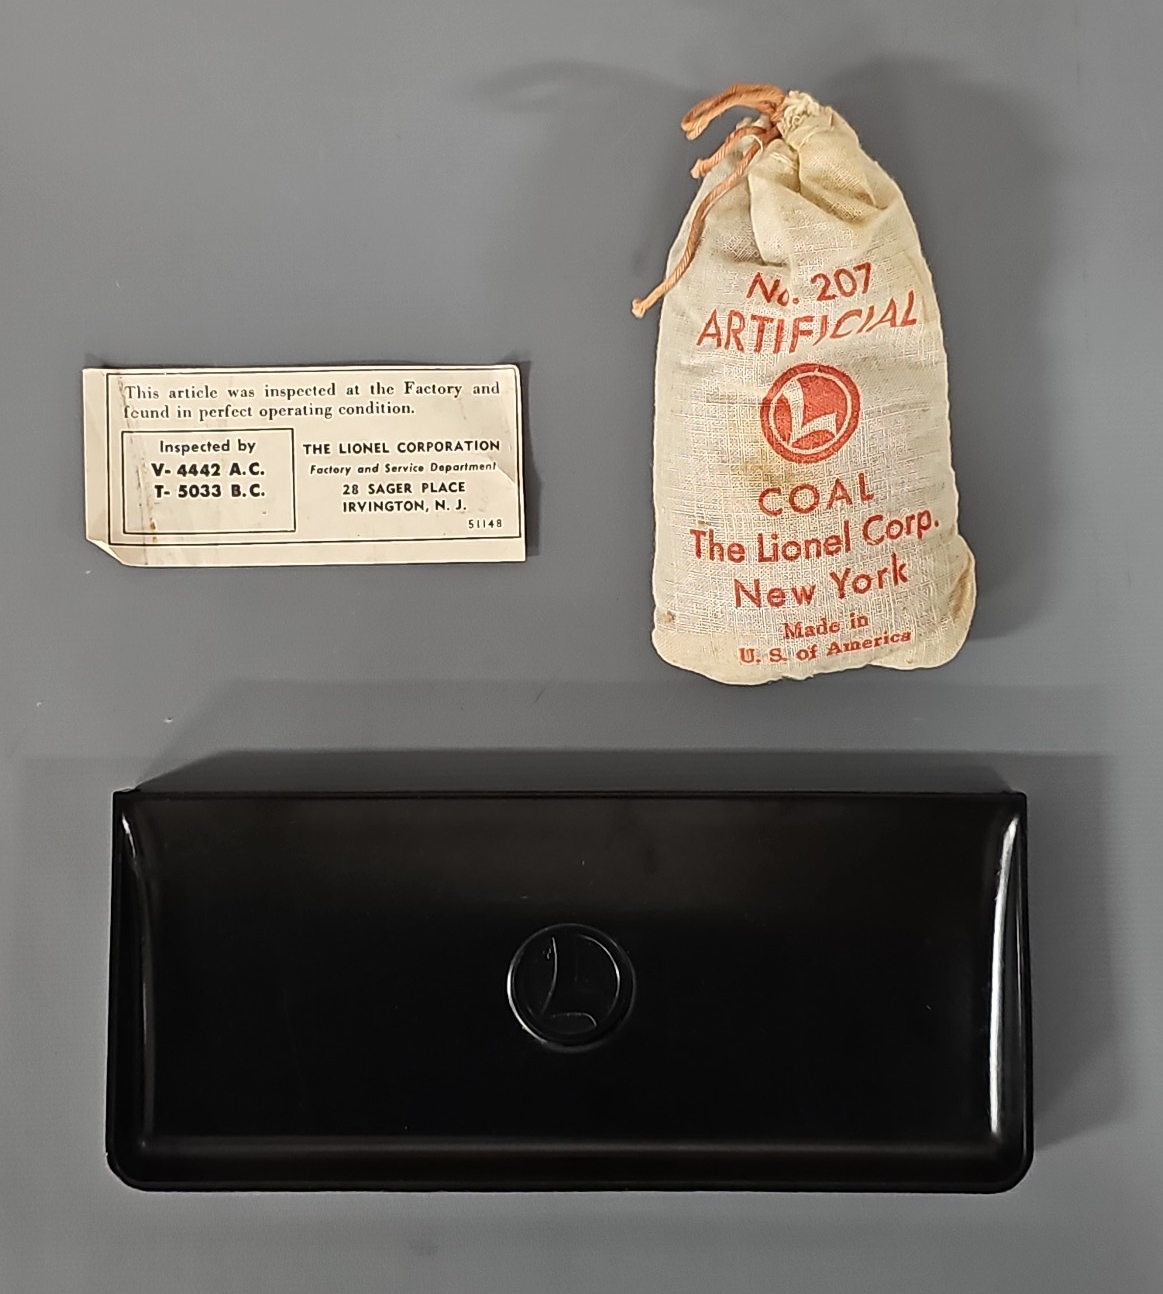 This article was inspected at the Factory and
found in perfect operating condition.
Inspected by
V- 4442 A.C.
T- 5033 B.C.
THE LIONEL CORPORATION
Factory and Service Department
28 SAGER PLACE
IRVINGTON, N. J.
51148
No. 207
ARTIFICIAL
L
COAL
The Lionel Corp.
New York
Made in
U. S. of America
L